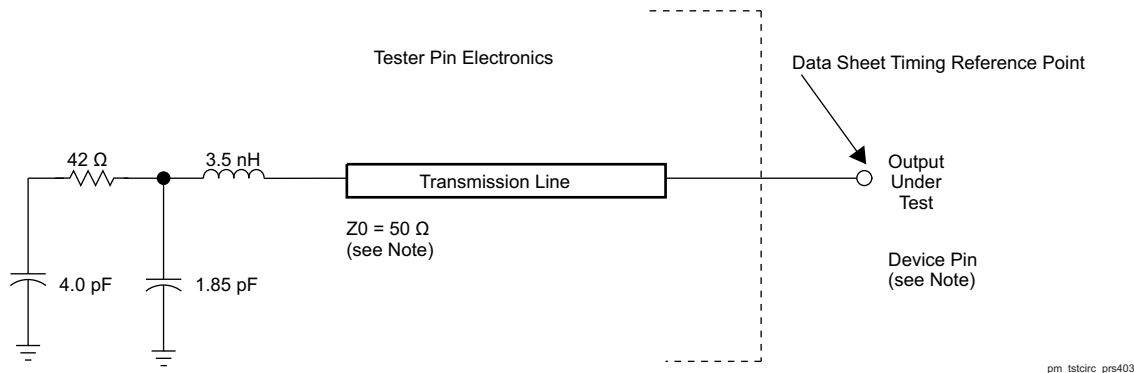 Tester Pin Electronics
Data Sheet Timing Reference Point
42 Ω
3.5 nH
Transmission Line
Output
Under
Test
Z0 = 50 Ω
(see Note)
Device Pin
(see Note)
4.0 pF
1.85 pF
pm_tstcirc_prs403